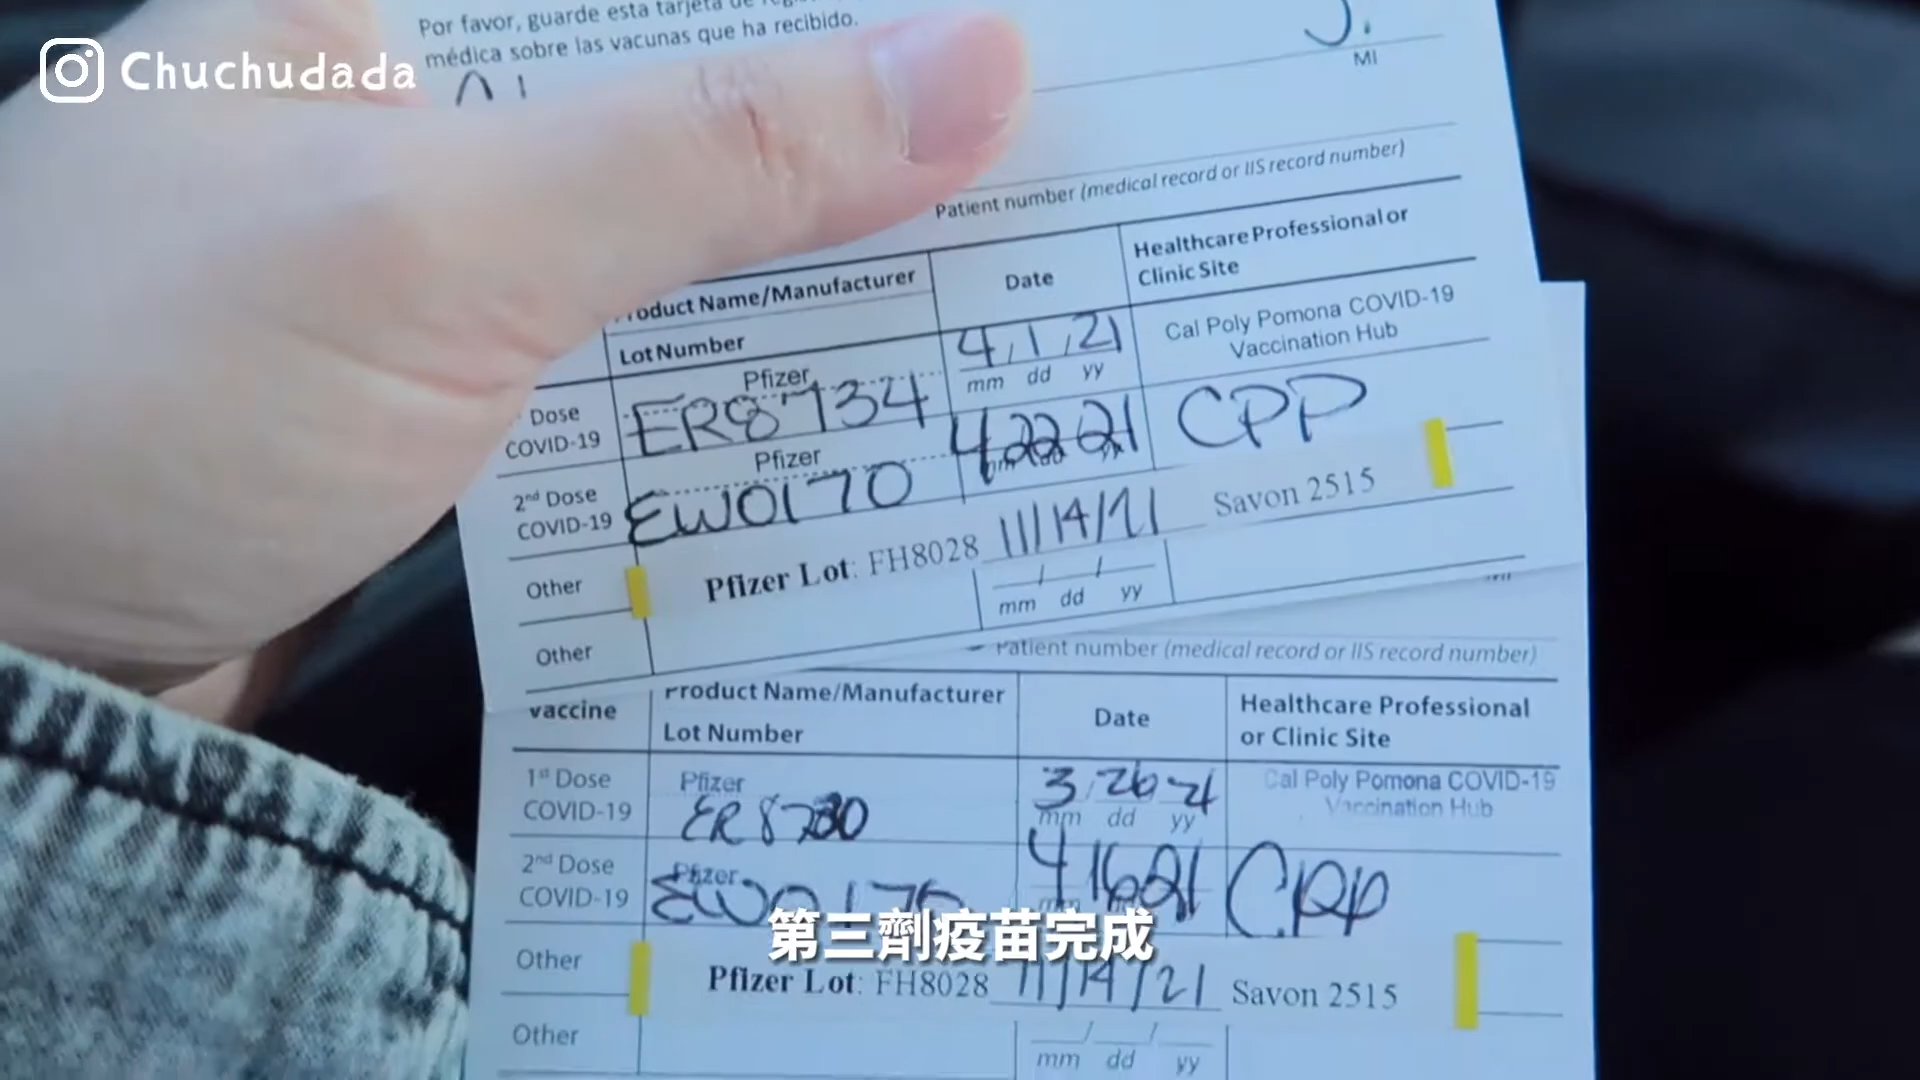 Chuchudada
Por favor, guarde esta tarjeta de
médica sobre las vacunas que ha recibido.
J.
MI
Patient number (medical record or IIS record number)
Product Name/Manufacturer
Date
Healthcare Professional or
Clinic Site
Lot Number
Dose
COVID-19
Pfizer
ER8734
4/1/21
mm dd yy
Cal Poly Pomona COVID-19
Vaccination Hub
2nd Dose
COVID-19
Pfizer
EW0170
4 22 21
CPP
Other
Pfizer Lot: FH8028 11/14/21 Savon 2515
Other
mm dd yy
Patient number (medical record or IIS record number)
vaccine
Product Name/Manufacturer
Lot Number
Date
Healthcare Professional
or Clinic Site
1st Dose
COVID-19
Pfizer
3/26/21
mm dd yy
Cal Poly Pomona COVID-19
Vaccination Hub
2nd Dose
COVID-19
Pfizer
EW0170
4 16 21
CPP
第三劑疫苗完成
Other
Pfizer Lot: FH8028 11/14/21 Savon 2515
Other
mm dd yy